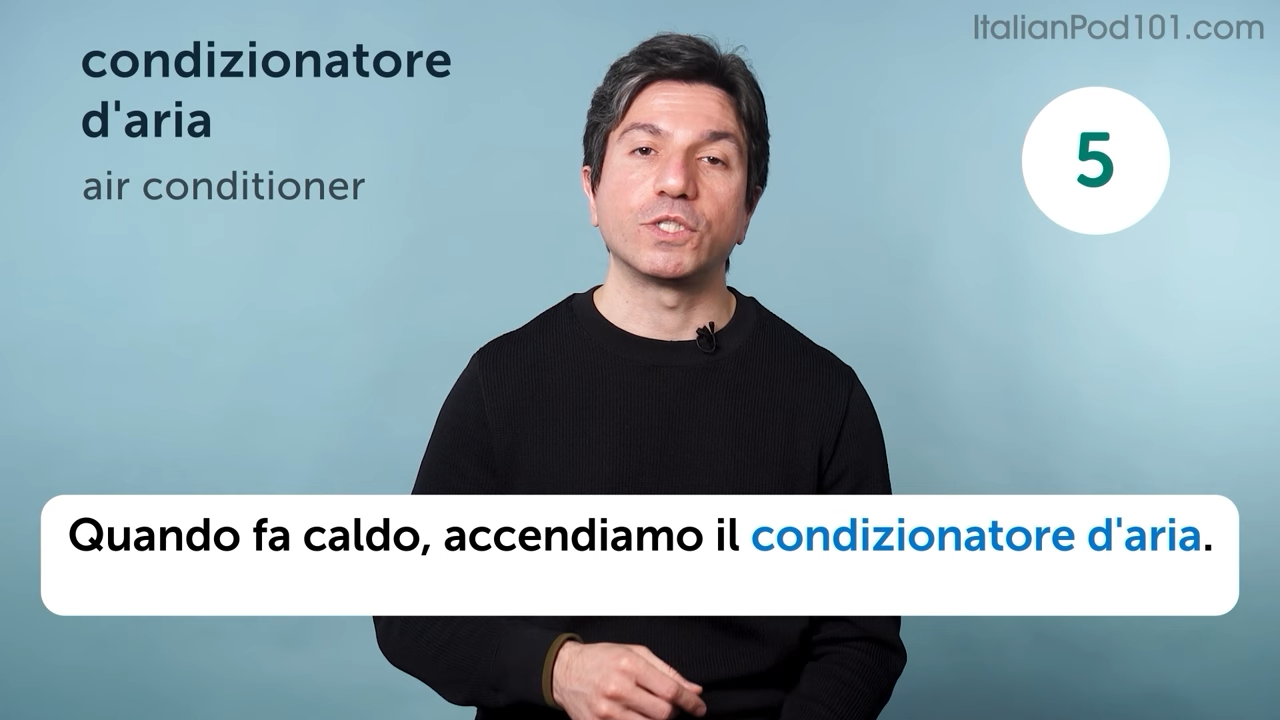 ItalianPod101.com
condizionatore
d'aria
air conditioner
5
Quando fa caldo, accendiamo il condizionatore d'aria.